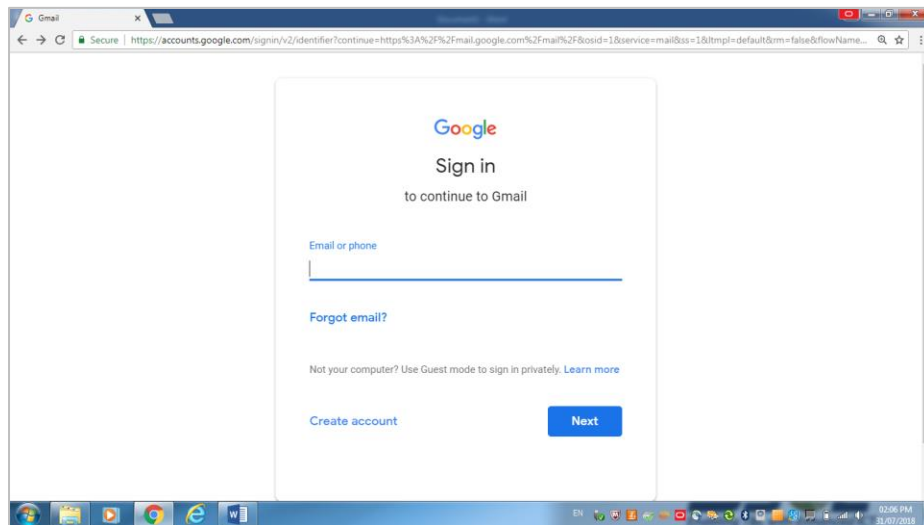 Gmail
Secure
https://accounts.google.com/signin/v2/identifier?continue=https%3A%2F%2Fmail.google.com%2Fmail%2F&osid=1&service=mail&ss=1&ltmpl=default&rm=false&flowName...
Google
Sign in
to continue to Gmail
Email or phone
Forgot email?
Not your computer? Use Guest mode to sign in privately. Learn more
Create account
Next
EN
02:06 PM
31/07/2018